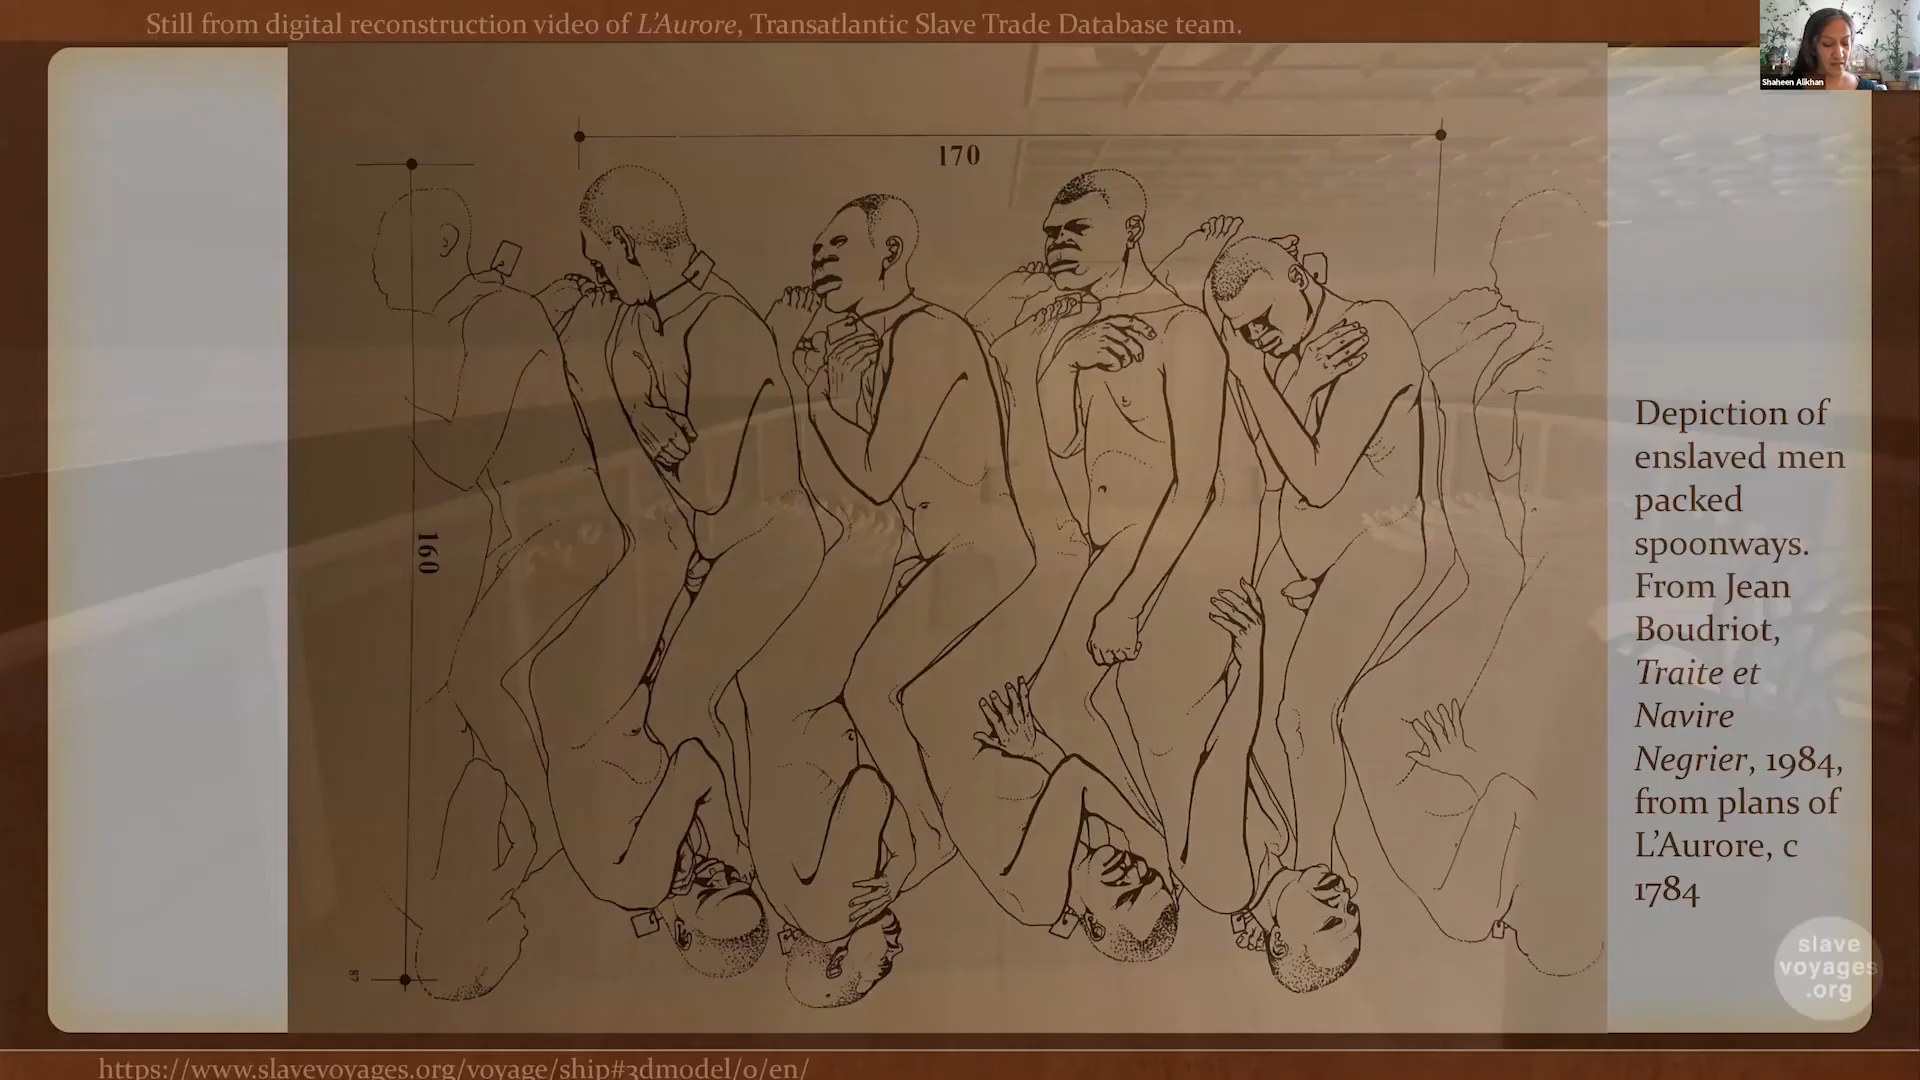 Still from digital reconstruction video of L'Aurore, Transatlantic Slave Trade Database team.
Shaheen Alikhan
170
160
87
Depiction of
enslaved men
packed
spoonways.
From Jean
Boudriot,
Traite et
Navire
Negrier, 1984,
from plans of
L'Aurore, c
1784
slave
voyages
.org
https://www.slavevoyages.org/voyage/ship#3dmodel/0/en/